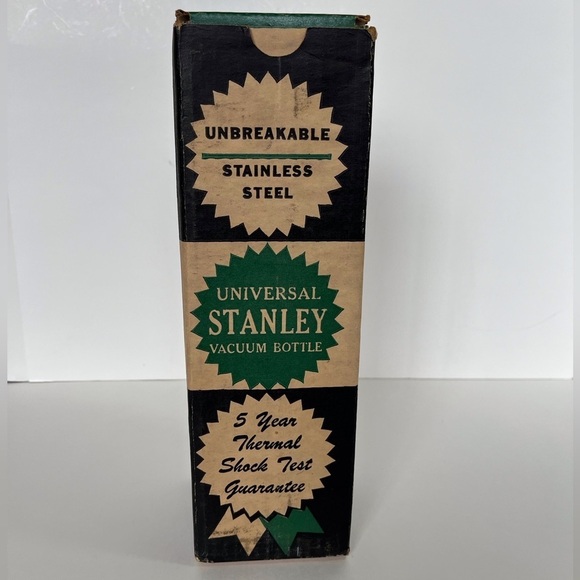 UNBREAKABLE
STAINLESS
STEEL
UNIVERSAL
STANLEY
VACUUM BOTTLE
5 Year
Thermal
Shock Test
Guarantee